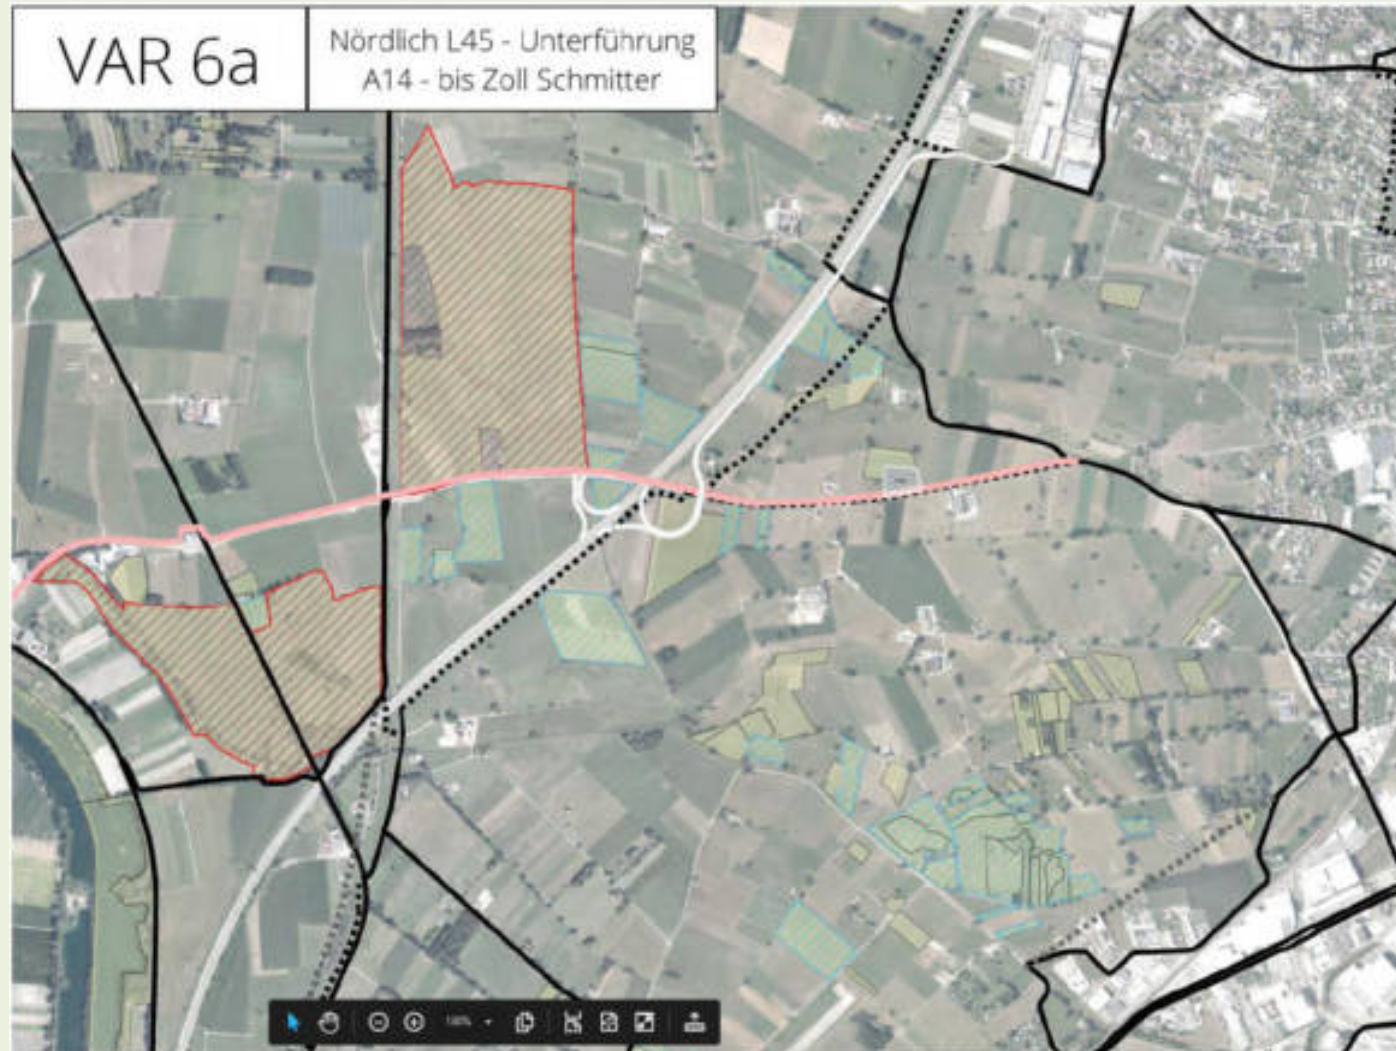 VAR 6a
Nördlich L45 - Unterführung
A14 - bis Zoll Schmitter